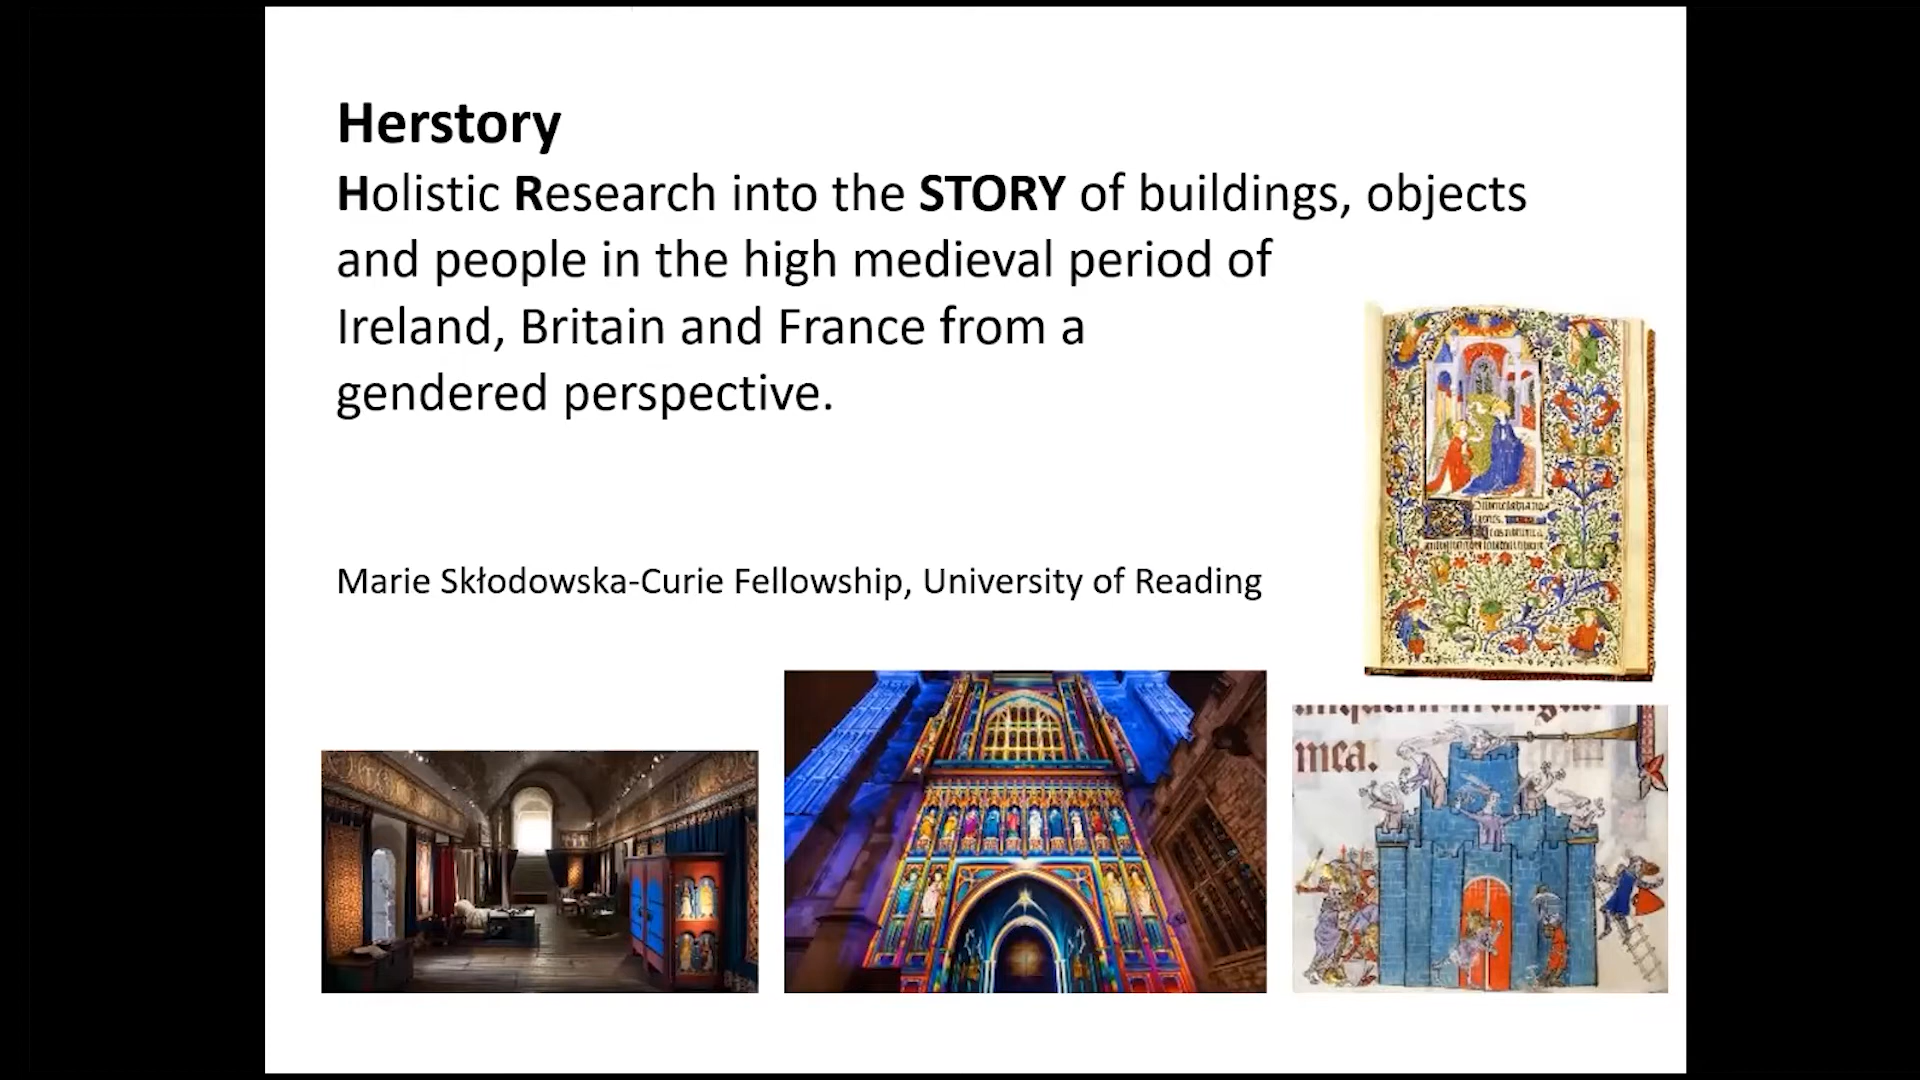 Herstory
Holistic Research into the STORY of buildings, objects
and people in the high medieval period of
Ireland, Britain and France from a
gendered perspective.
Marie Skłodowska-Curie Fellowship, University of Reading
mea.